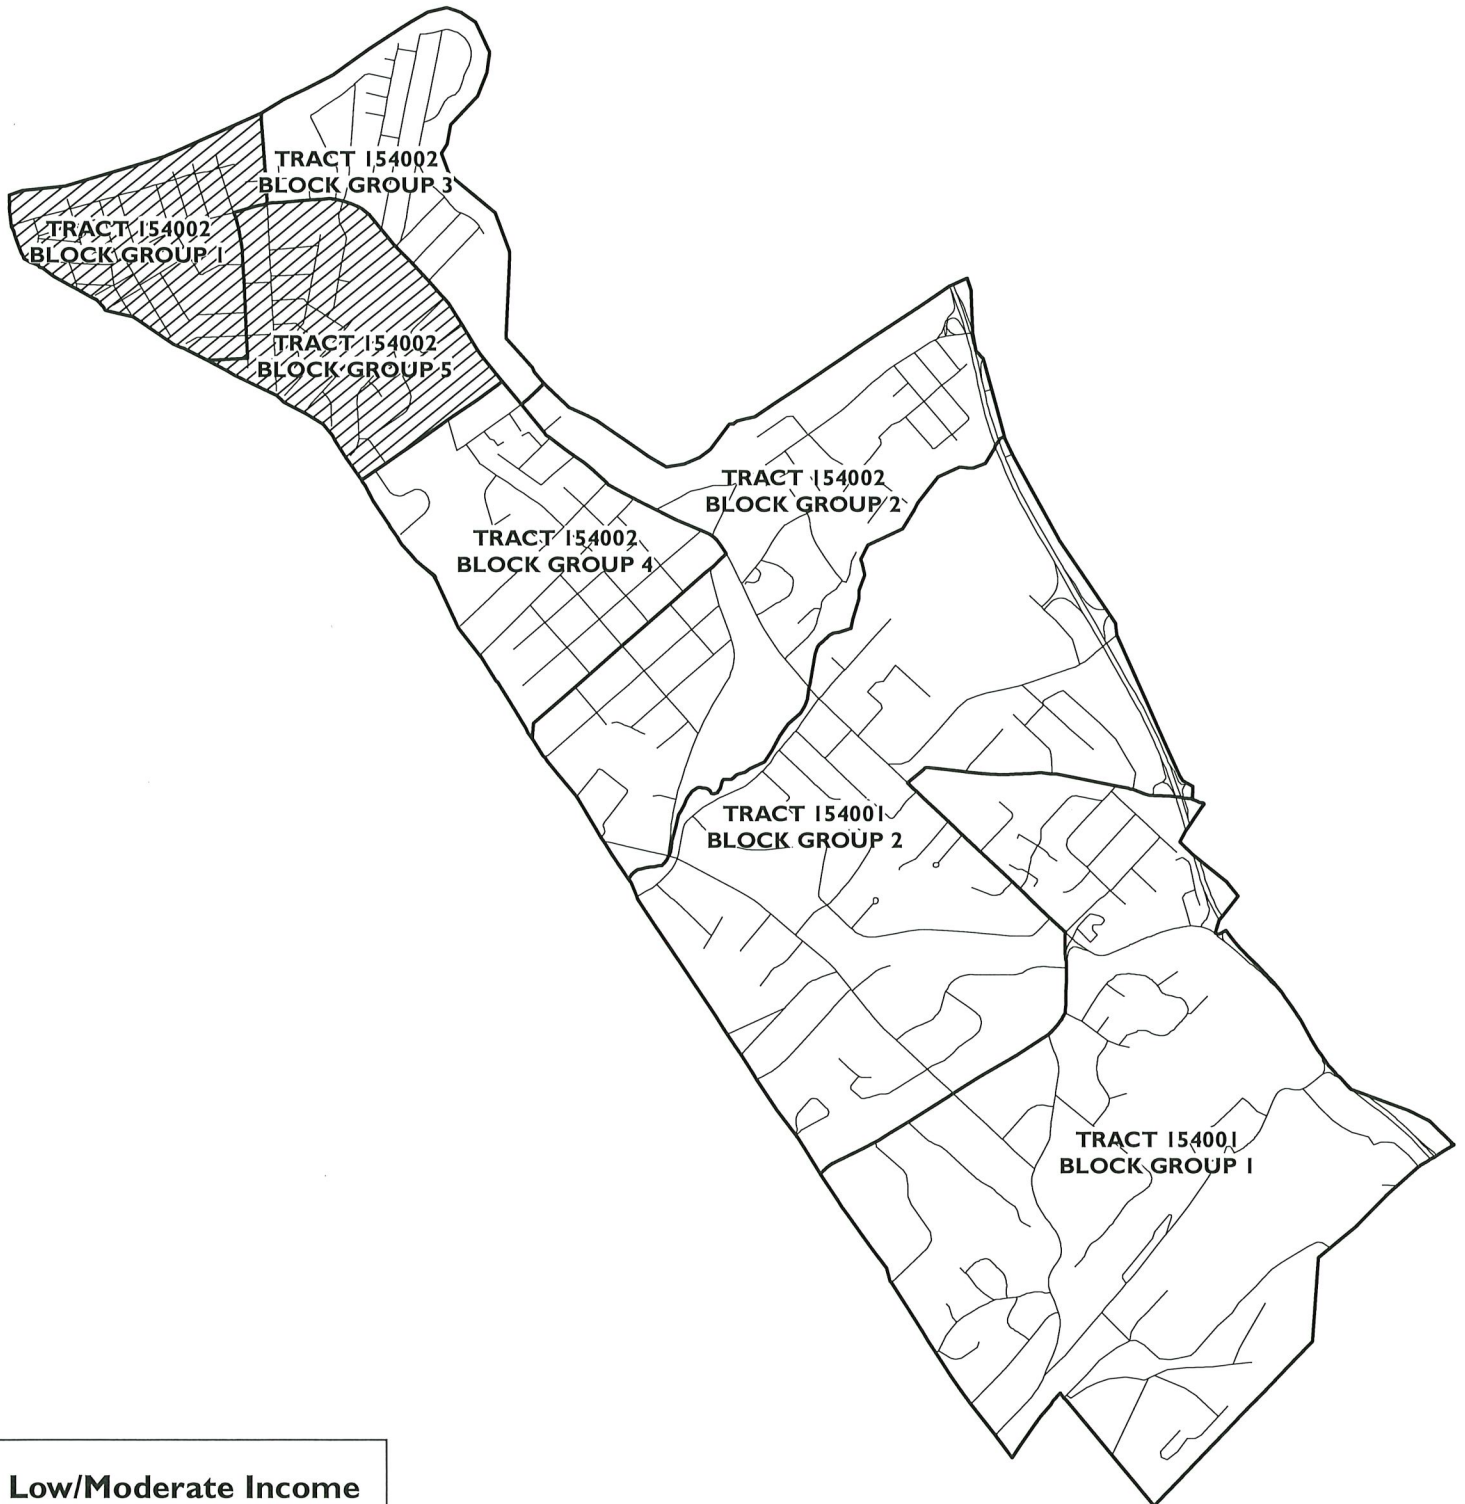 TRACT 154002
BLOCK GROUP 3
TRACT 154002
BLOCK GROUP 1
TRACT 154002
BLOCK GROUP 5
TRACT 154002
BLOCK GROUP 2
TRACT 154002
BLOCK GROUP 4
TRACT 154001
BLOCK GROUP 2
TRACT 154001
BLOCK GROUP 1
Low/Moderate Income